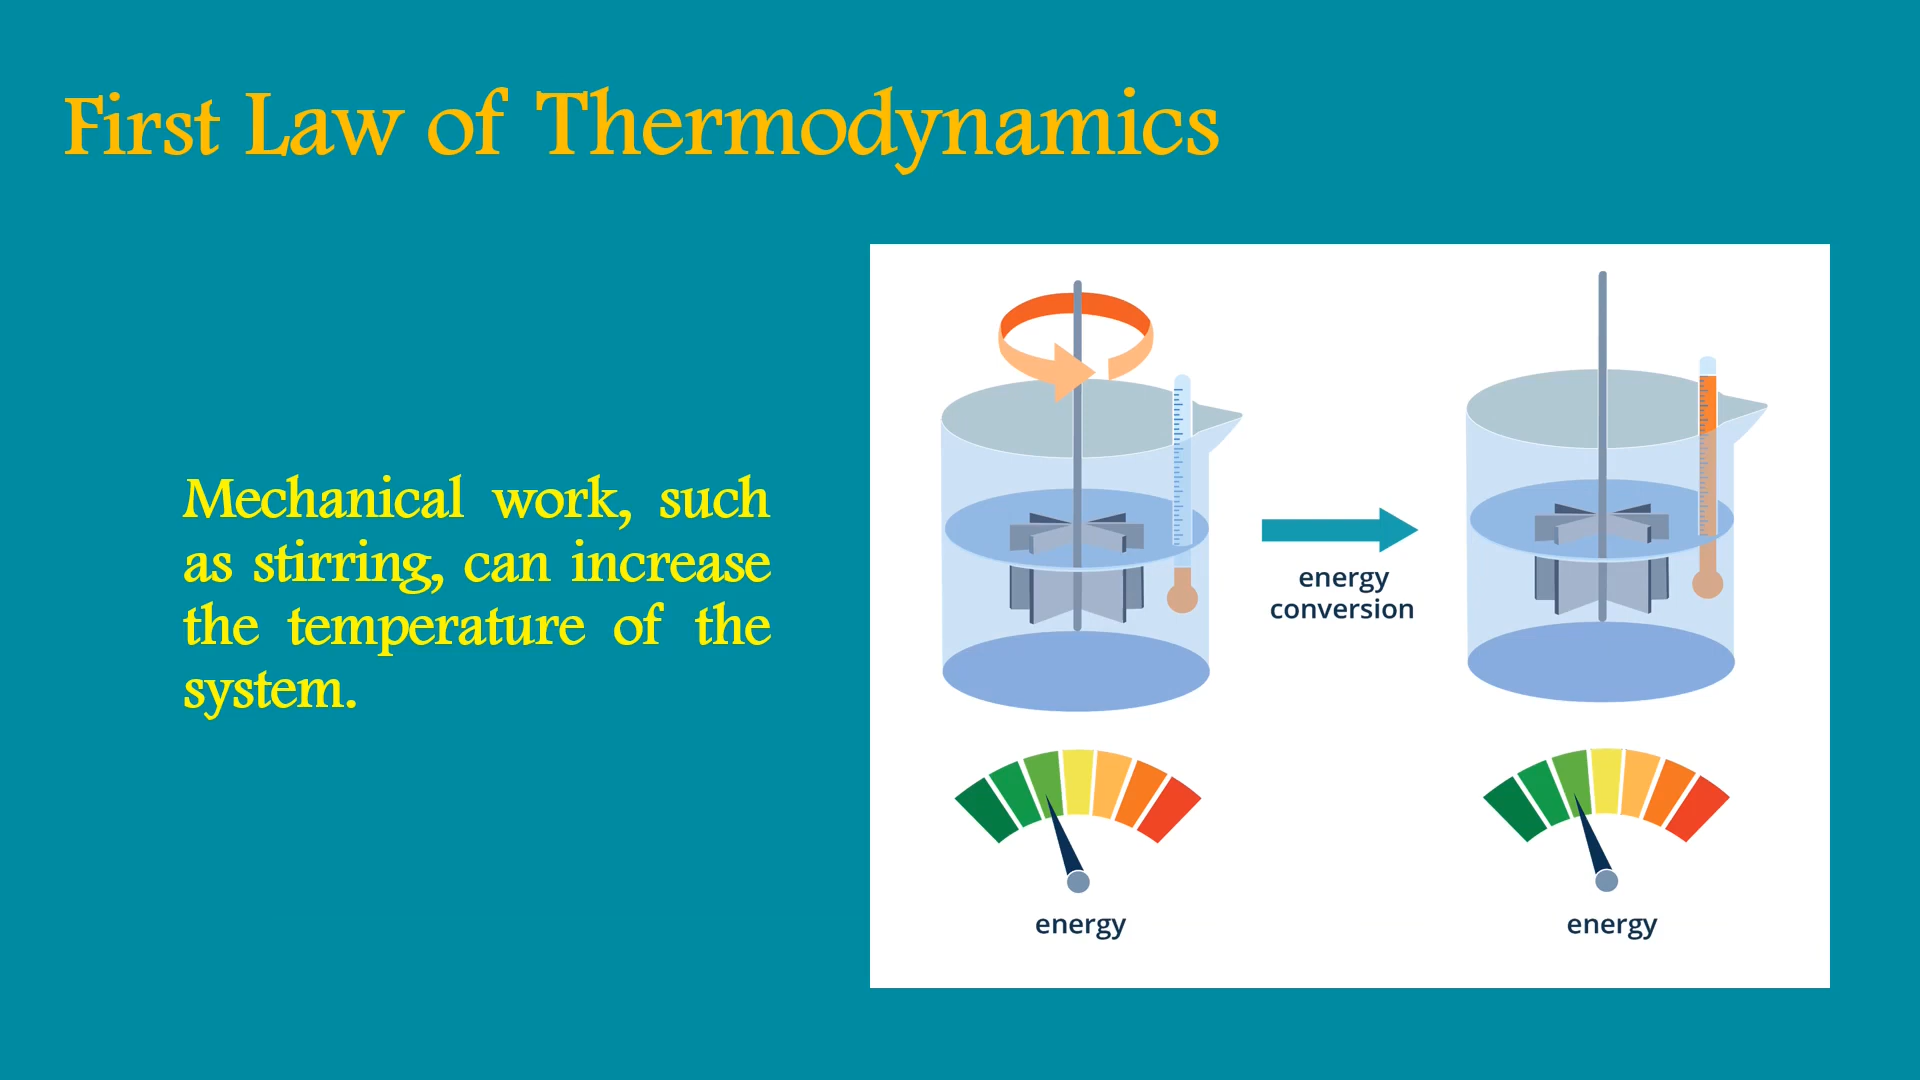 First Law of Thermodynamics
Mechanical work, such
as stirring, can increase
the temperature of the
system.
energy
conversion
energy
energy